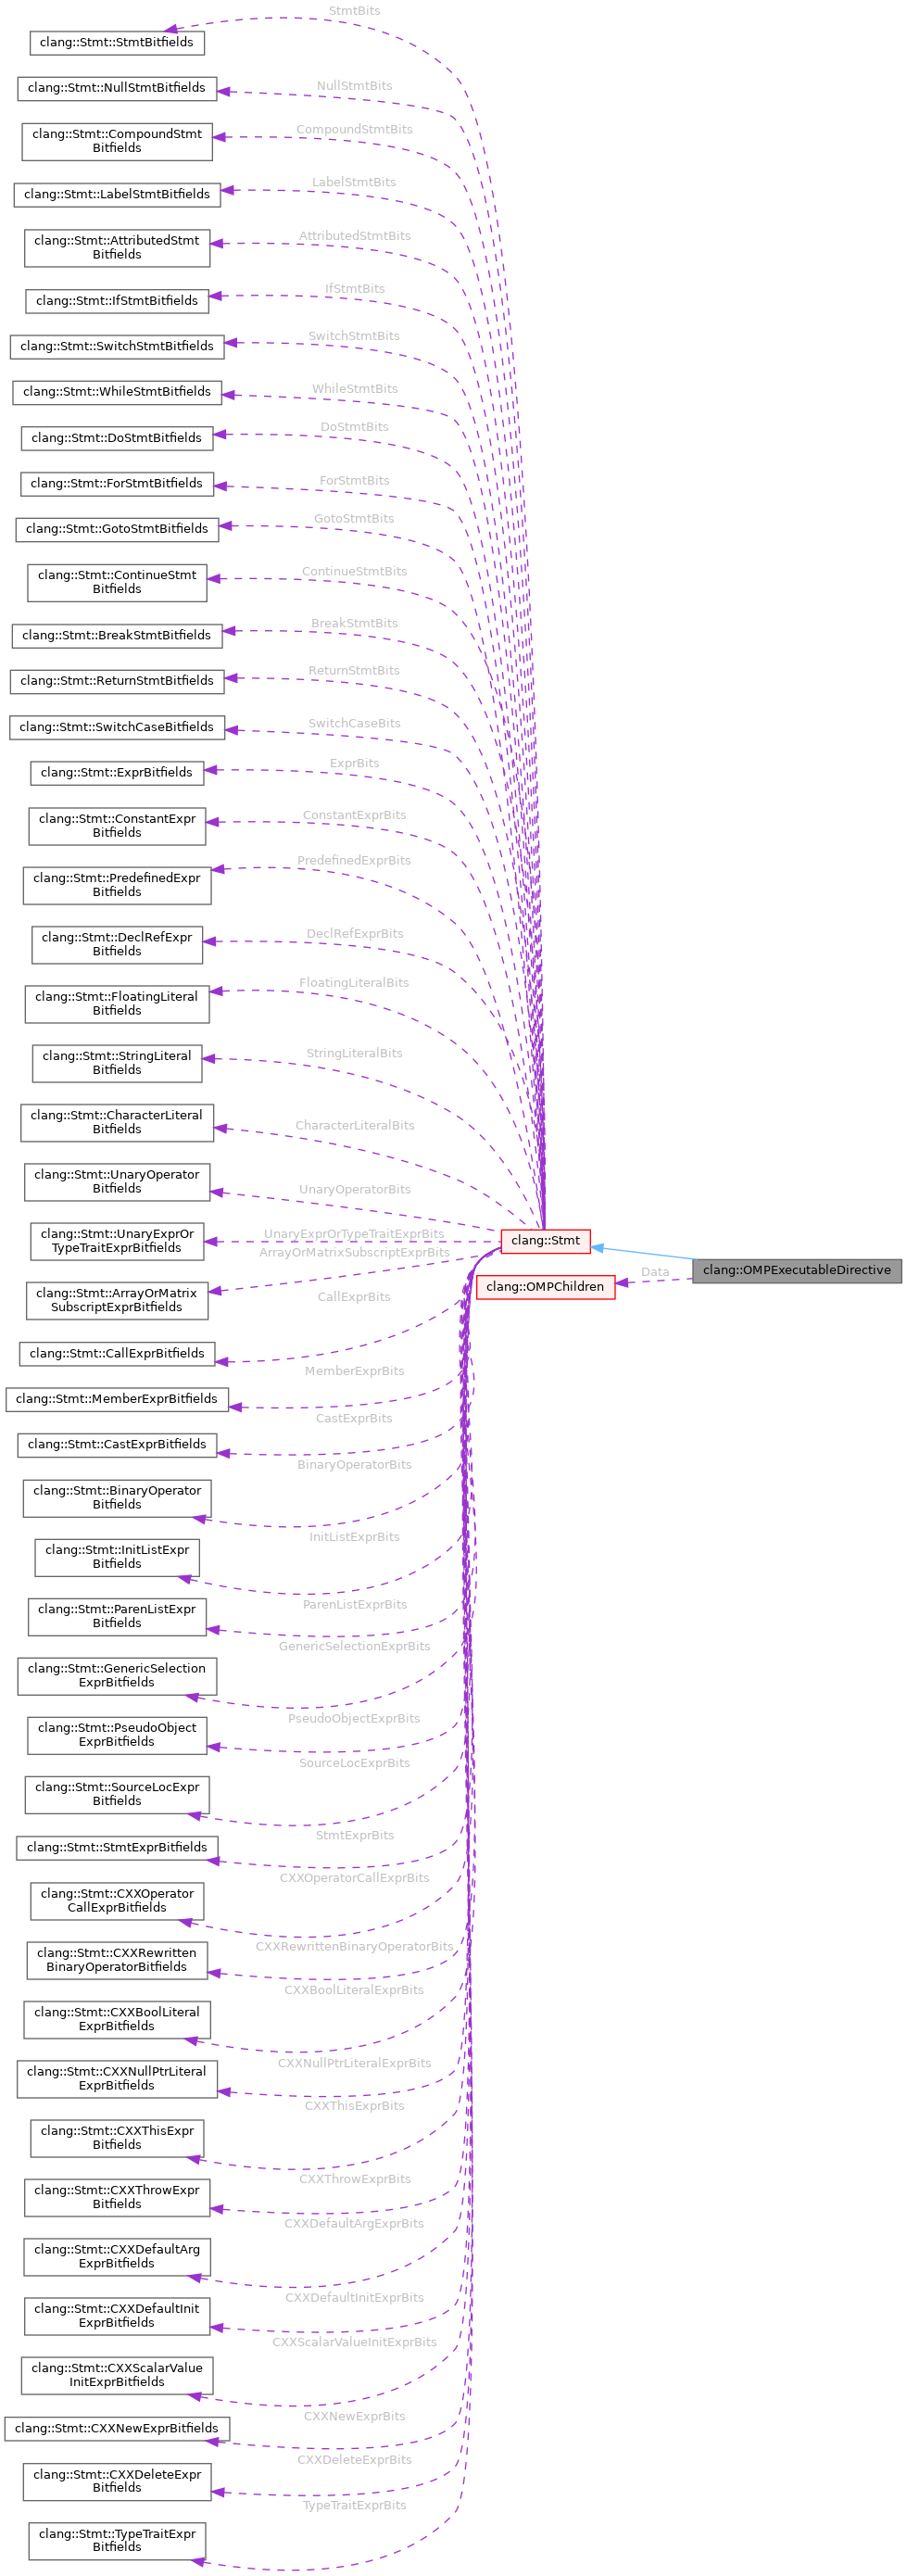 StmtBits
clang::Stmt::StmtBitfields
NullStmtBits
clang::Stmt::NullStmtBitfields
CompoundStmtBits
clang::Stmt::CompoundStmt
Bitfields
LabelStmtBits
clang::Stmt::LabelStmtBitfields
AttributedStmtBits
clang::Stmt::AttributedStmt
Bitfields
IfStmtBits
clang::Stmt::IfStmtBitfields
SwitchStmtBits
clang::Stmt::SwitchStmtBitfields
WhileStmtBits
clang::Stmt::WhileStmtBitfields
DoStmtBits
clang::Stmt::DoStmtBitfields
ForStmtBits
clang::Stmt::ForStmtBitfields
GotoStmtBits
clang::Stmt::GotoStmtBitfields
ContinueStmtBits
clang::Stmt::ContinueStmt
Bitfields
BreakStmtBits
clang::Stmt::BreakStmtBitfields
ReturnStmtBits
clang::Stmt::ReturnStmtBitfields
SwitchCaseBits
clang::Stmt::SwitchCaseBitfields
ExprBits
clang::Stmt::ExprBitfields
ConstantExprBits
clang::Stmt::ConstantExpr
Bitfields
PredefinedExprBits
clang::Stmt::PredefinedExpr
Bitfields
DeclRefExprBits
clang::Stmt::DeclRefExpr
Bitfields
FloatingLiteralBits
clang::Stmt::FloatingLiteral
Bitfields
StringLiteralBits
clang::Stmt::StringLiteral
Bitfields
CharacterLiteralBits
clang::Stmt::CharacterLiteral
Bitfields
UnaryOperatorBits
clang::Stmt::UnaryOperator
Bitfields
UnaryExprOrTypeTraitExprBits
clang::Stmt::UnaryExprOr
TypeTraitExprBitfields
clang::Stmt
ArrayOrMatrixSubscriptExprBits
clang::OMPExecutableDirective
Data
clang::OMPChildren
clang::Stmt::ArrayOrMatrix
SubscriptExprBitfields
CallExprBits
clang::Stmt::CallExprBitfields
MemberExprBits
clang::Stmt::MemberExprBitfields
CastExprBits
clang::Stmt::CastExprBitfields
BinaryOperatorBits
clang::Stmt::BinaryOperator
Bitfields
InitListExprBits
clang::Stmt::InitListExpr
Bitfields
ParenListExprBits
clang::Stmt::ParenListExpr
Bitfields
GenericSelectionExprBits
clang::Stmt::GenericSelection
ExprBitfields
PseudoObjectExprBits
clang::Stmt::PseudoObject
ExprBitfields
SourceLocExprBits
clang::Stmt::SourceLocExpr
Bitfields
StmtExprBits
clang::Stmt::StmtExprBitfields
CXXOperatorCallExprBits
clang::Stmt::CXXOperator
CallExprBitfields
CXXRewrittenBinaryOperatorBits
clang::Stmt::CXXRewritten
BinaryOperatorBitfields
CXXBoolLiteralExprBits
clang::Stmt::CXXBoolLiteral
ExprBitfields
CXXNullPtrLiteralExprBits
clang::Stmt::CXXNullPtrLiteral
ExprBitfields
CXXThisExprBits
clang::Stmt::CXXThisExpr
Bitfields
CXXThrowExprBits
clang::Stmt::CXXThrowExpr
Bitfields
CXXDefaultArgExprBits
clang::Stmt::CXXDefaultArg
ExprBitfields
CXXDefaultInitExprBits
clang::Stmt::CXXDefaultInit
ExprBitfields
CXXScalarValueInitExprBits
clang::Stmt::CXXScalarValue
InitExprBitfields
CXXNewExprBits
clang::Stmt::CXXNewExprBitfields
CXXDeleteExprBits
clang::Stmt::CXXDeleteExpr
Bitfields
TypeTraitExprBits
clang::Stmt::TypeTraitExpr
Bitfields